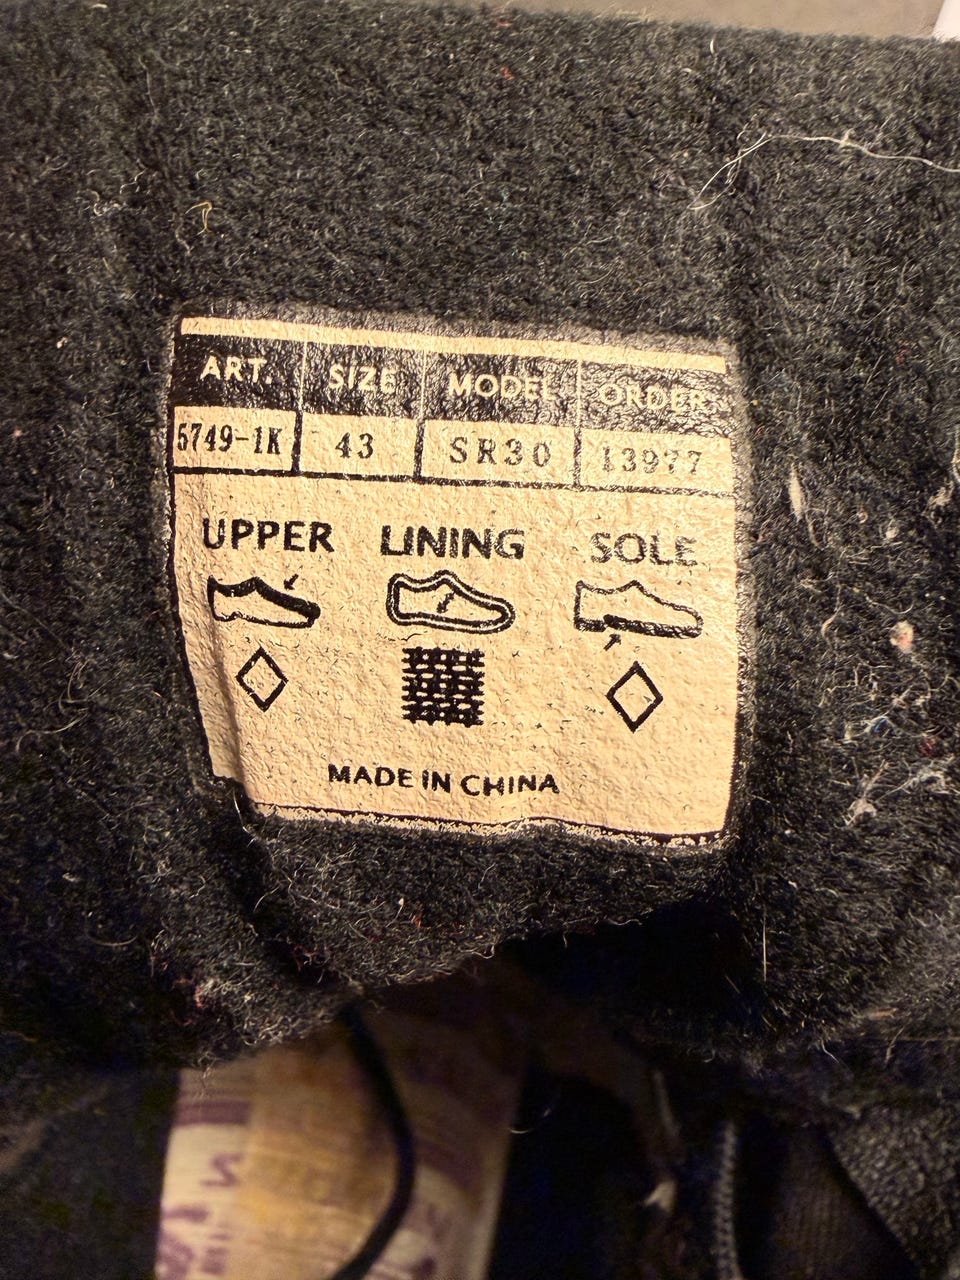 ART. SIZE MODEL ORDER
5749-1K 43 SR30 13977
UPPER LINING SOLE
MADE IN CHINA